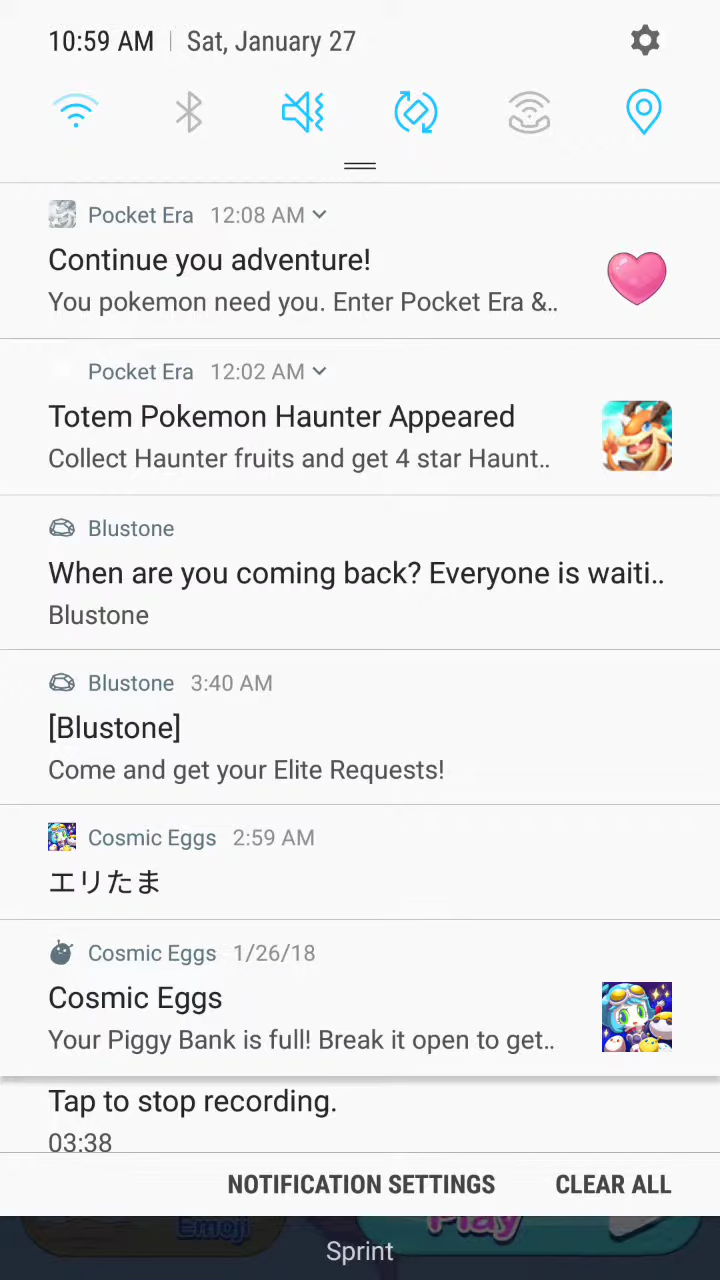 10:59 AM | Sat, January 27
Pocket Era 12:08 AM
Continue you adventure!
You pokemon need you. Enter Pocket Era &..
Pocket Era 12:02 AM
Totem Pokemon Haunter Appeared
Collect Haunter fruits and get 4 star Haunt..
Blustone
When are you coming back? Everyone is waiti..
Blustone
Blustone 3:40 AM
[Blustone]
Come and get your Elite Requests!
Cosmic Eggs 2:59 AM
エリたま
Cosmic Eggs 1/26/18
Cosmic Eggs
Your Piggy Bank is full! Break it open to get..
Tap to stop recording.
03:38
NOTIFICATION SETTINGS CLEAR ALL
Emoji Play
Sprint